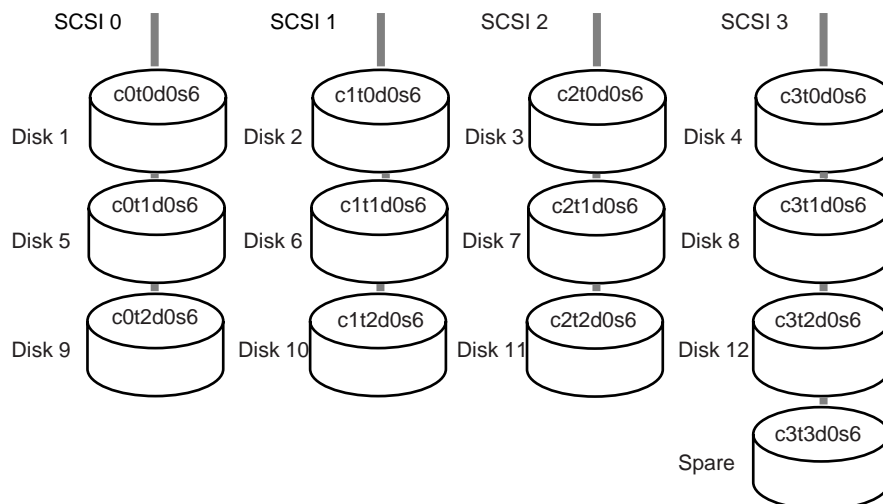 SCSI 0 SCSI 1 SCSI 2 SCSI 3
c0t0d0s6 c1t0d0s6 c2t0d0s6 c3t0d0s6
Disk 1 Disk 2 Disk 3 Disk 4
c0t1d0s6 c1t1d0s6 c2t1d0s6 c3t1d0s6
Disk 5 Disk 6 Disk 7 Disk 8
c0t2d0s6 c1t2d0s6 c2t2d0s6 c3t2d0s6
Disk 9 Disk 10 Disk 11 Disk 12
c3t3d0s6
Spare